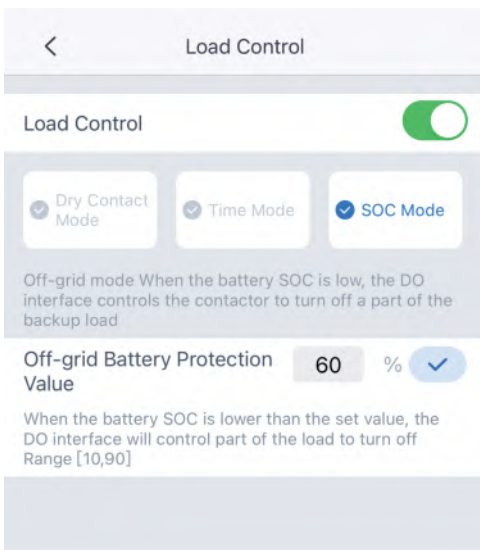 Load Control
Load Control
Dry Contact
Mode
Time Mode
SOC Mode
Off-grid mode When the battery SOC is low, the DO
interface controls the contactor to turn off a part of the
backup load
Off-grid Battery Protection
Value
60 %
When the battery SOC is lower than the set value, the
DO interface will control part of the load to turn off
Range [10,90]